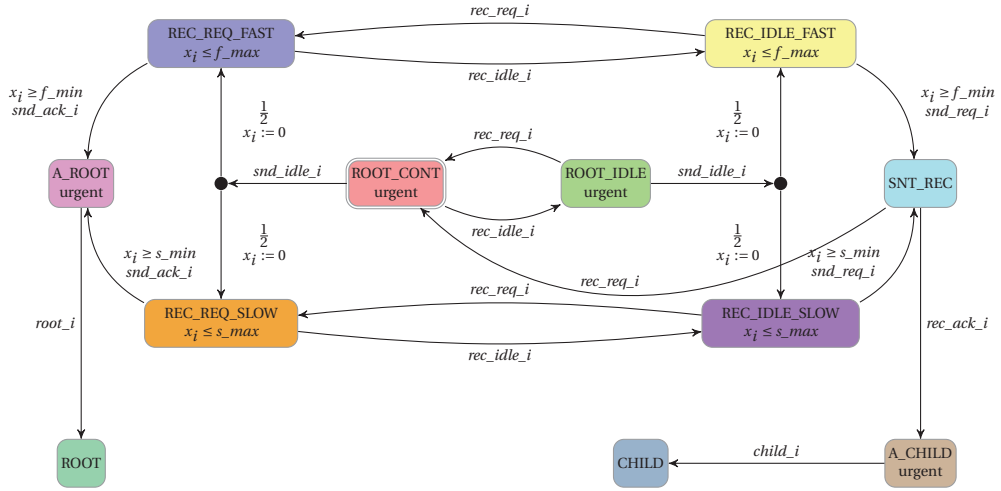 rec_req_i
REC_REQ_FAST
x_i ≤ f_max
REC_IDLE_FAST
x_i ≤ f_max
rec_idle_i
x_i ≥ f_min
snd_ack_i
x_i ≥ f_min
snd_req_i
1/2
x_i := 0
1/2
x_i := 0
rec_req_i
A_ROOT
urgent
snd_idle_i
ROOT_CONT
urgent
ROOT_IDLE
urgent
snd_idle_i
SNT_REC
rec_idle_i
1/2
x_i := 0
1/2
x_i := 0
x_i ≥ s_min
snd_ack_i
x_i ≥ s_min
snd_req_i
rec_req_i
rec_req_i
REC_REQ_SLOW
x_i ≤ s_max
REC_IDLE_SLOW
x_i ≤ s_max
root_i
rec_ack_i
rec_idle_i
ROOT
CHILD
child_i
A_CHILD
urgent